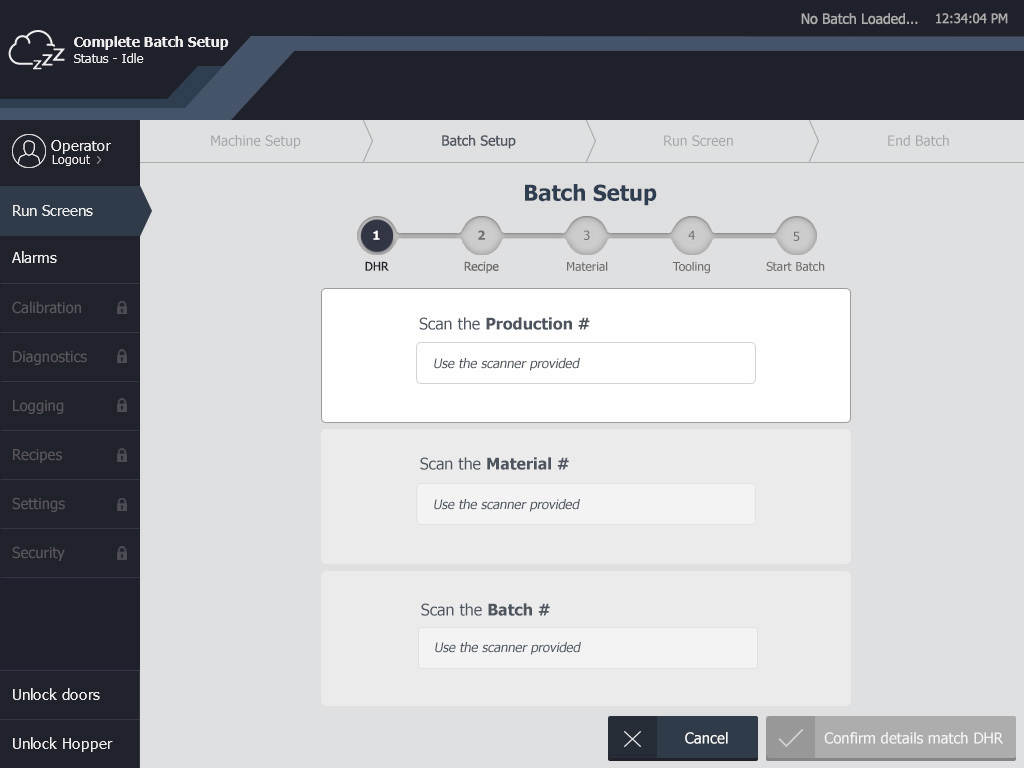 No Batch Loaded... 12:34:04 PM
Complete Batch Setup
Status - Idle
zzz
Operator
Logout >
Run Screens
Alarms
Calibration
Diagnostics
Logging
Recipes
Settings
Security
Unlock doors
Unlock Hopper
Machine Setup Batch Setup Run Screen End Batch
Batch Setup
1 2 3 4 5
DHR Recipe Material Tooling Start Batch
Scan the Production #
Use the scanner provided
Scan the Material #
Use the scanner provided
Scan the Batch #
Use the scanner provided
Cancel Confirm details match DHR